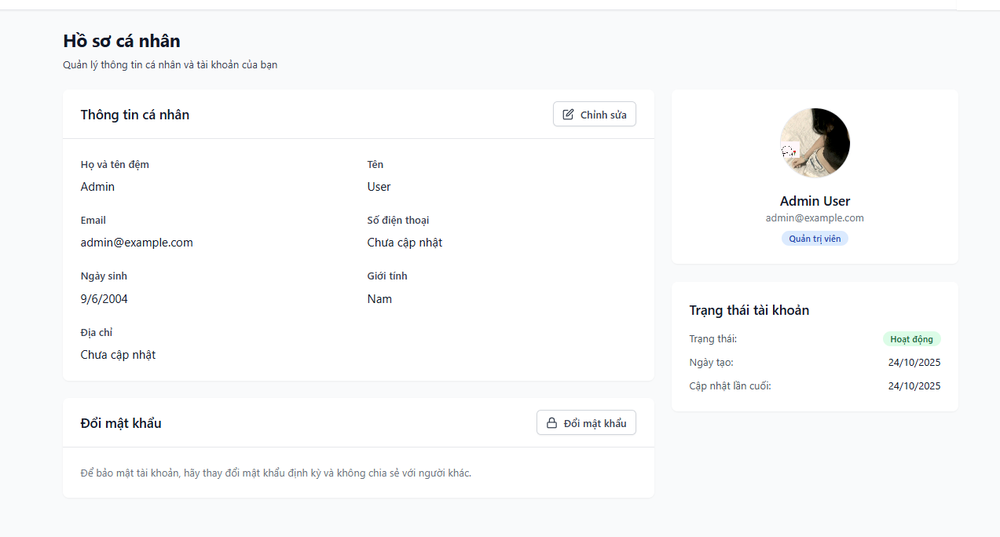 Hồ sơ cá nhân
Quản lý thông tin cá nhân và tài khoản của bạn
Thông tin cá nhân
Chỉnh sửa
Họ và tên đệm
Tên
Admin
User
Email
Số điện thoại
admin@example.com
Chưa cập nhật
Ngày sinh
Giới tính
9/6/2004
Nam
Địa chỉ
Chưa cập nhật
Đổi mật khẩu
Đổi mật khẩu
Để bảo mật tài khoản, hãy thay đổi mật khẩu định kỳ và không chia sẻ với người khác.
Admin User
admin@example.com
Quản trị viên
Trạng thái tài khoản
Trạng thái: Hoạt động
Ngày tạo: 24/10/2025
Cập nhật lần cuối: 24/10/2025